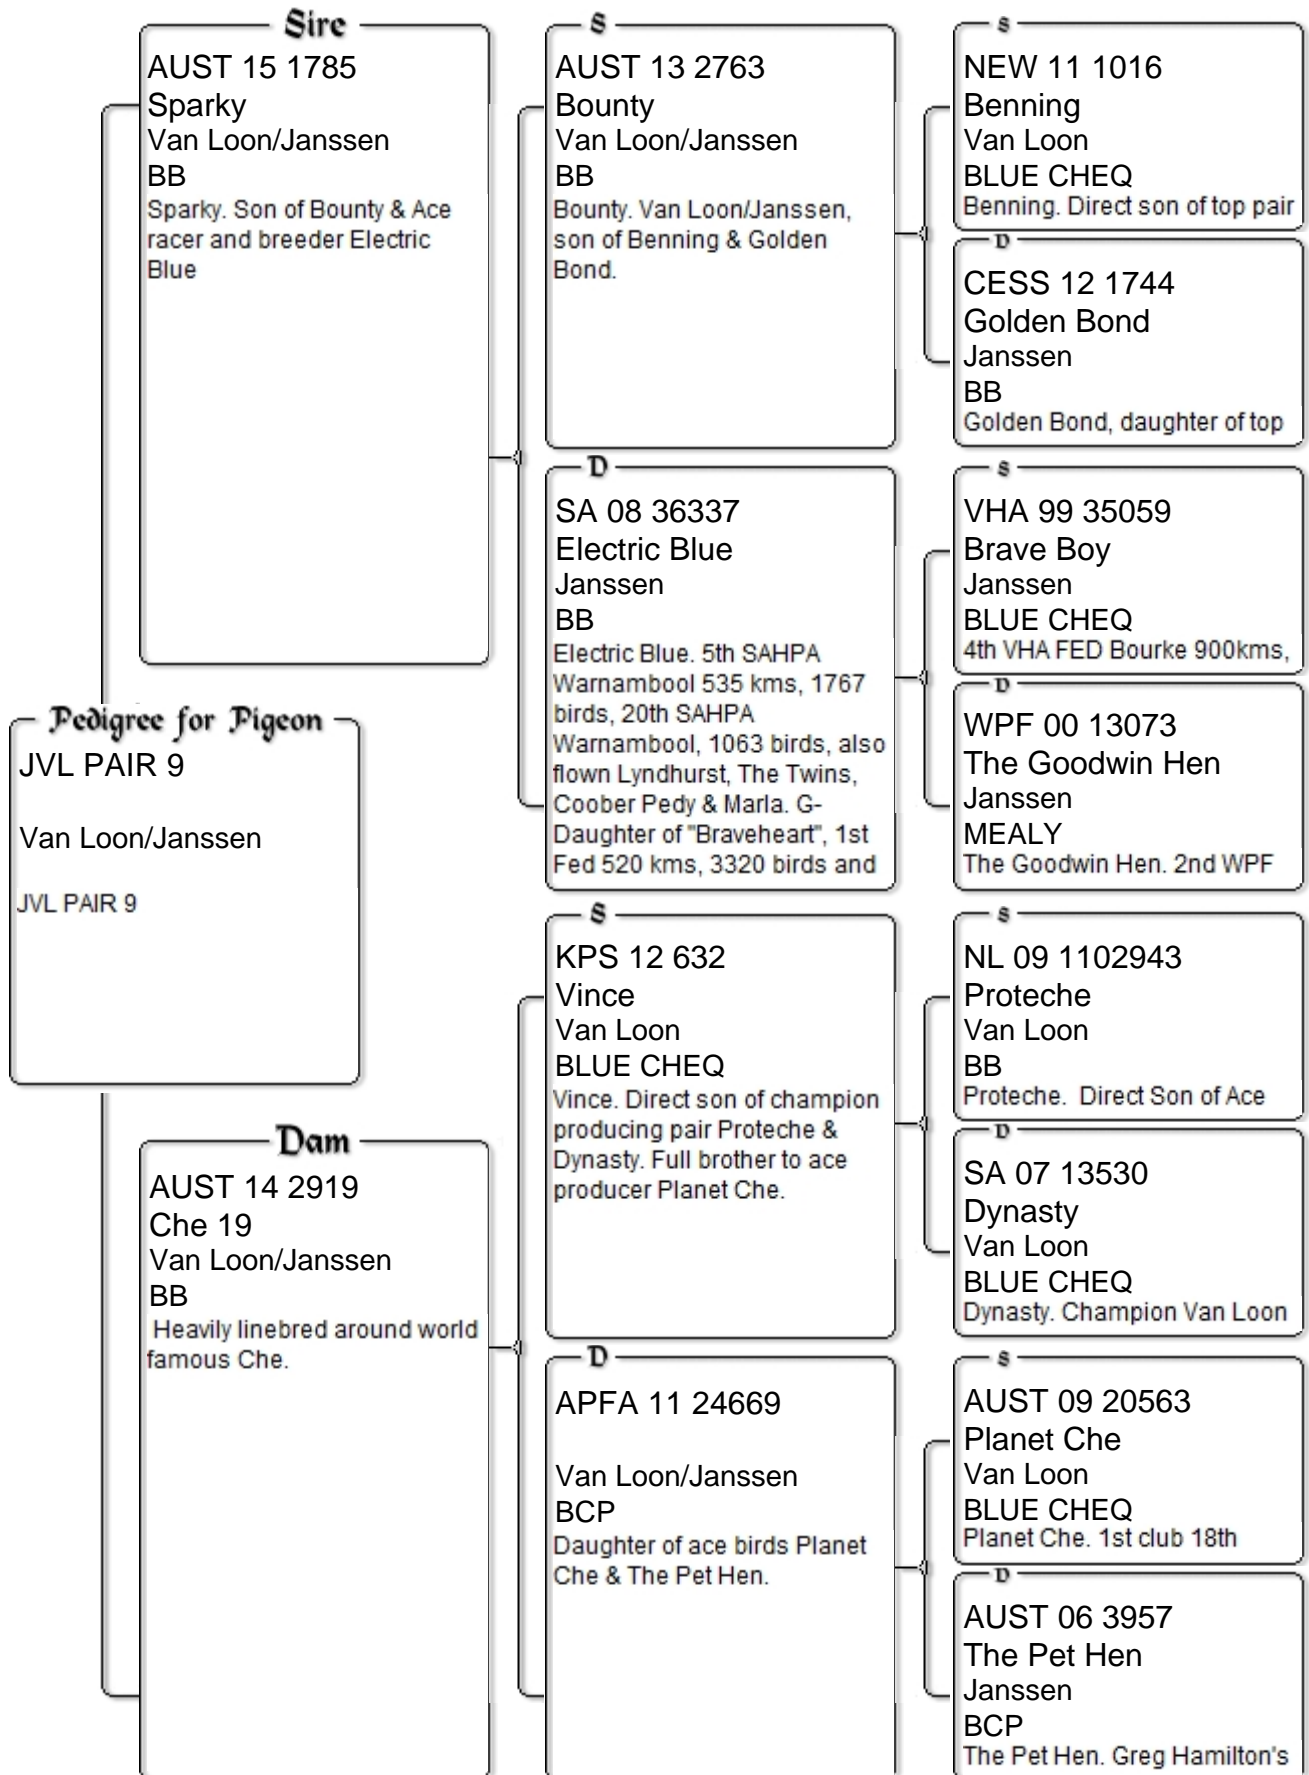 Sire
AUST 15 1785
Sparky
Van Loon/Janssen
BB
Sparky. Son of Bounty & Ace
racer and breeder Electric
Blue
S
AUST 13 2763
Bounty
Van Loon/Janssen
BB
Bounty. Van Loon/Janssen,
son of Benning & Golden
Bond.
S
NEW 11 1016
Benning
Van Loon
BLUE CHEQ
Benning. Direct son of top pair
D
CESS 12 1744
Golden Bond
Janssen
BB
Golden Bond, daughter of top
D
SA 08 36337
Electric Blue
Janssen
BB
Electric Blue. 5th SAHPA
Warnambool 535 kms, 1767
birds, 20th SAHPA
Warnambool, 1063 birds, also
flown Lyndhurst, The Twins,
Coober Pedy & Marla. G-
Daughter of "Braveheart", 1st
Fed 520 kms, 3320 birds and
S
VHA 99 35059
Brave Boy
Janssen
BLUE CHEQ
4th VHA FED Bourke 900kms,
D
WPF 00 13073
The Goodwin Hen
Janssen
MEALY
The Goodwin Hen. 2nd WPF
Pedigree for Pigeon
JVL PAIR 9
Van Loon/Janssen
JVL PAIR 9
Dam
AUST 14 2919
Che 19
Van Loon/Janssen
BB
Heavily linebred around world
famous Che.
S
KPS 12 632
Vince
Van Loon
BLUE CHEQ
Vince. Direct son of champion
producing pair Proteche &
Dynasty. Full brother to ace
producer Planet Che.
S
NL 09 1102943
Proteche
Van Loon
BB
Proteche.  Direct Son of Ace
D
SA 07 13530
Dynasty
Van Loon
BLUE CHEQ
Dynasty. Champion Van Loon
D
APFA 11 24669
Van Loon/Janssen
BCP
Daughter of ace birds Planet
Che & The Pet Hen.
S
AUST 09 20563
Planet Che
Van Loon
BLUE CHEQ
Planet Che. 1st club 18th
D
AUST 06 3957
The Pet Hen
Janssen
BCP
The Pet Hen. Greg Hamilton's